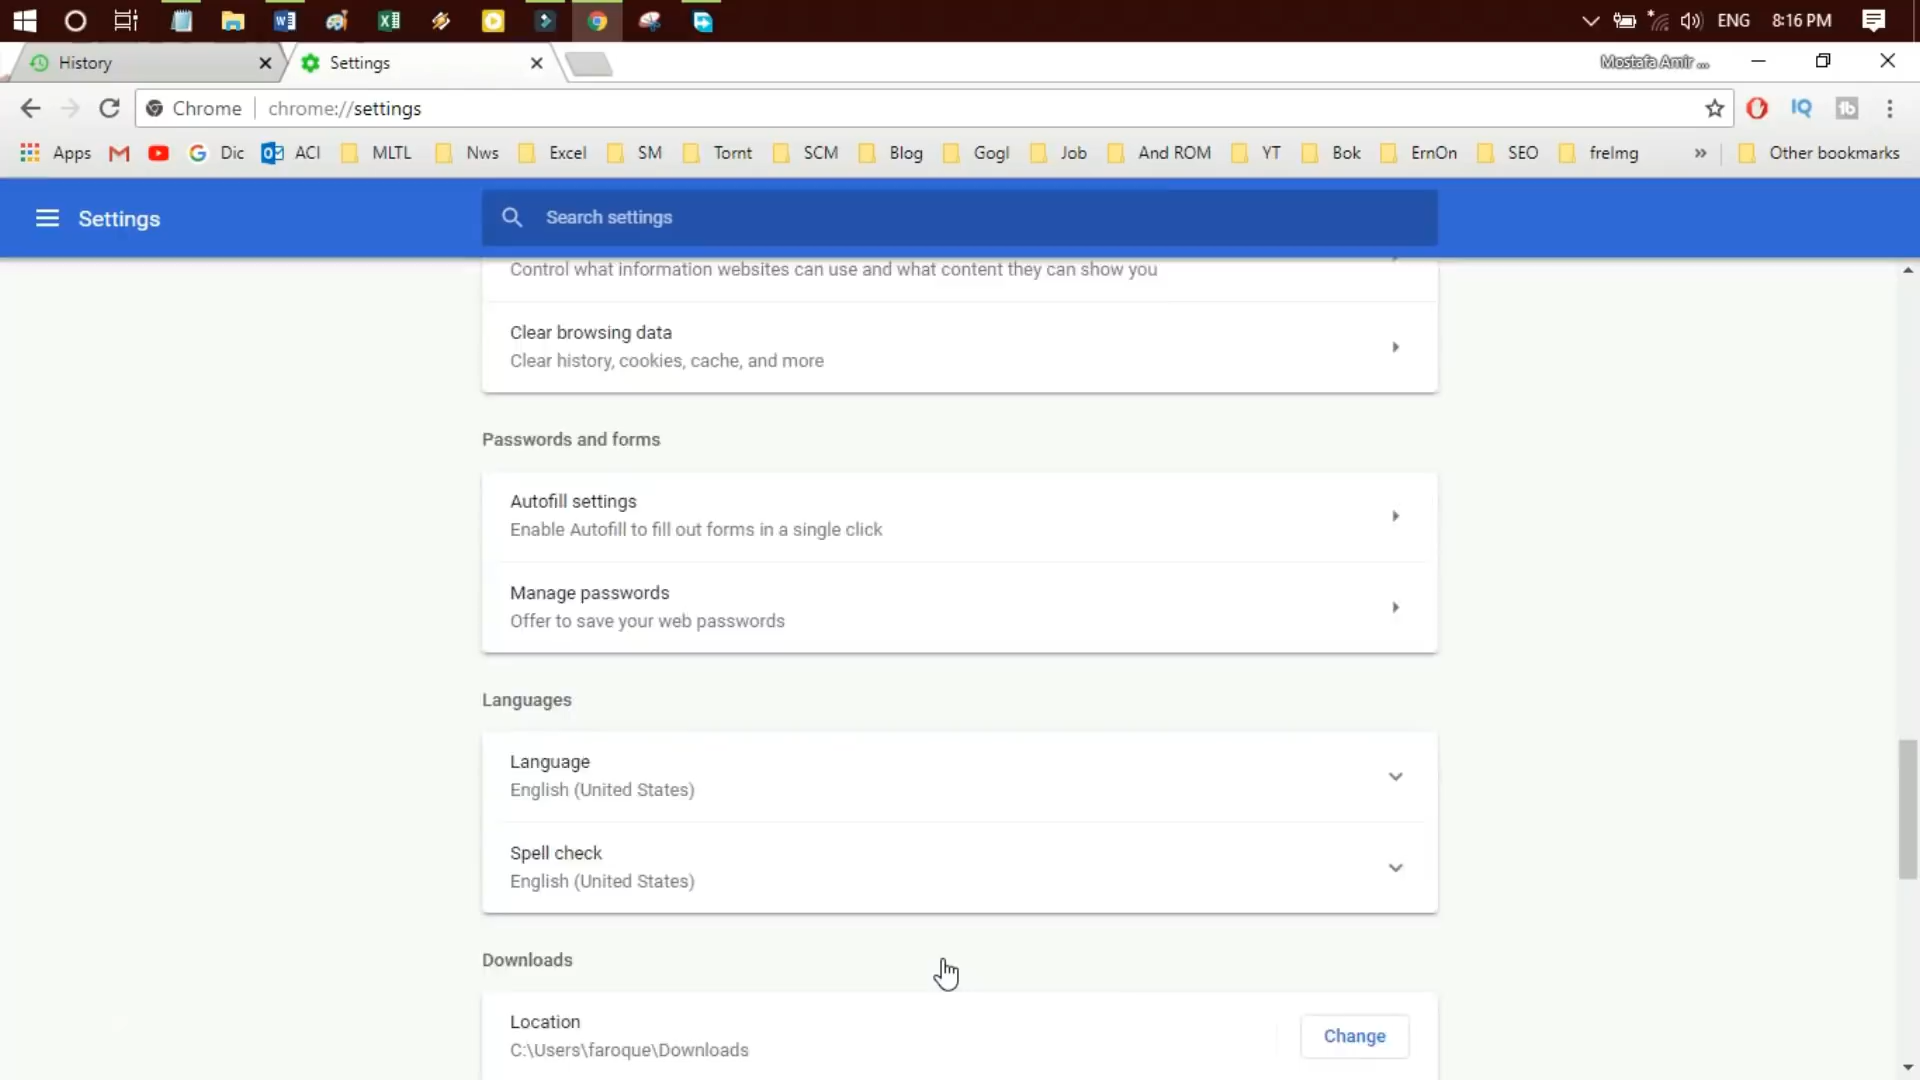 ENG 8:16 PM
History
Settings
Mostafa Amir ...
Chrome chrome://settings
IQ
tb
Apps Dic ACI MLTL Nws Excel SM Tornt SCM Blog Gogl Job And ROM YT Bok ErnOn SEO freImg » Other bookmarks
Settings
Search settings
Control what information websites can use and what content they can show you
Clear browsing data
Clear history, cookies, cache, and more
Passwords and forms
Autofill settings
Enable Autofill to fill out forms in a single click
Manage passwords
Offer to save your web passwords
Languages
Language
English (United States)
Spell check
English (United States)
Downloads
Location
C:\Users\faroque\Downloads
Change